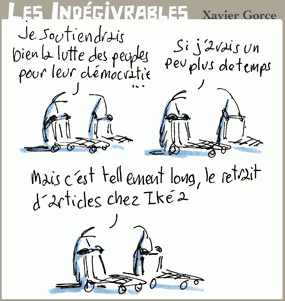 LES INDÉGIVRABLES Xavier Gorce
Je soutiendrais
bien la lutte des peuples
pour leur démocratie
...
Si j'avais un
peu plus de temps
Mais c'est tellement long, le retrait
d'articles chez Ikéa